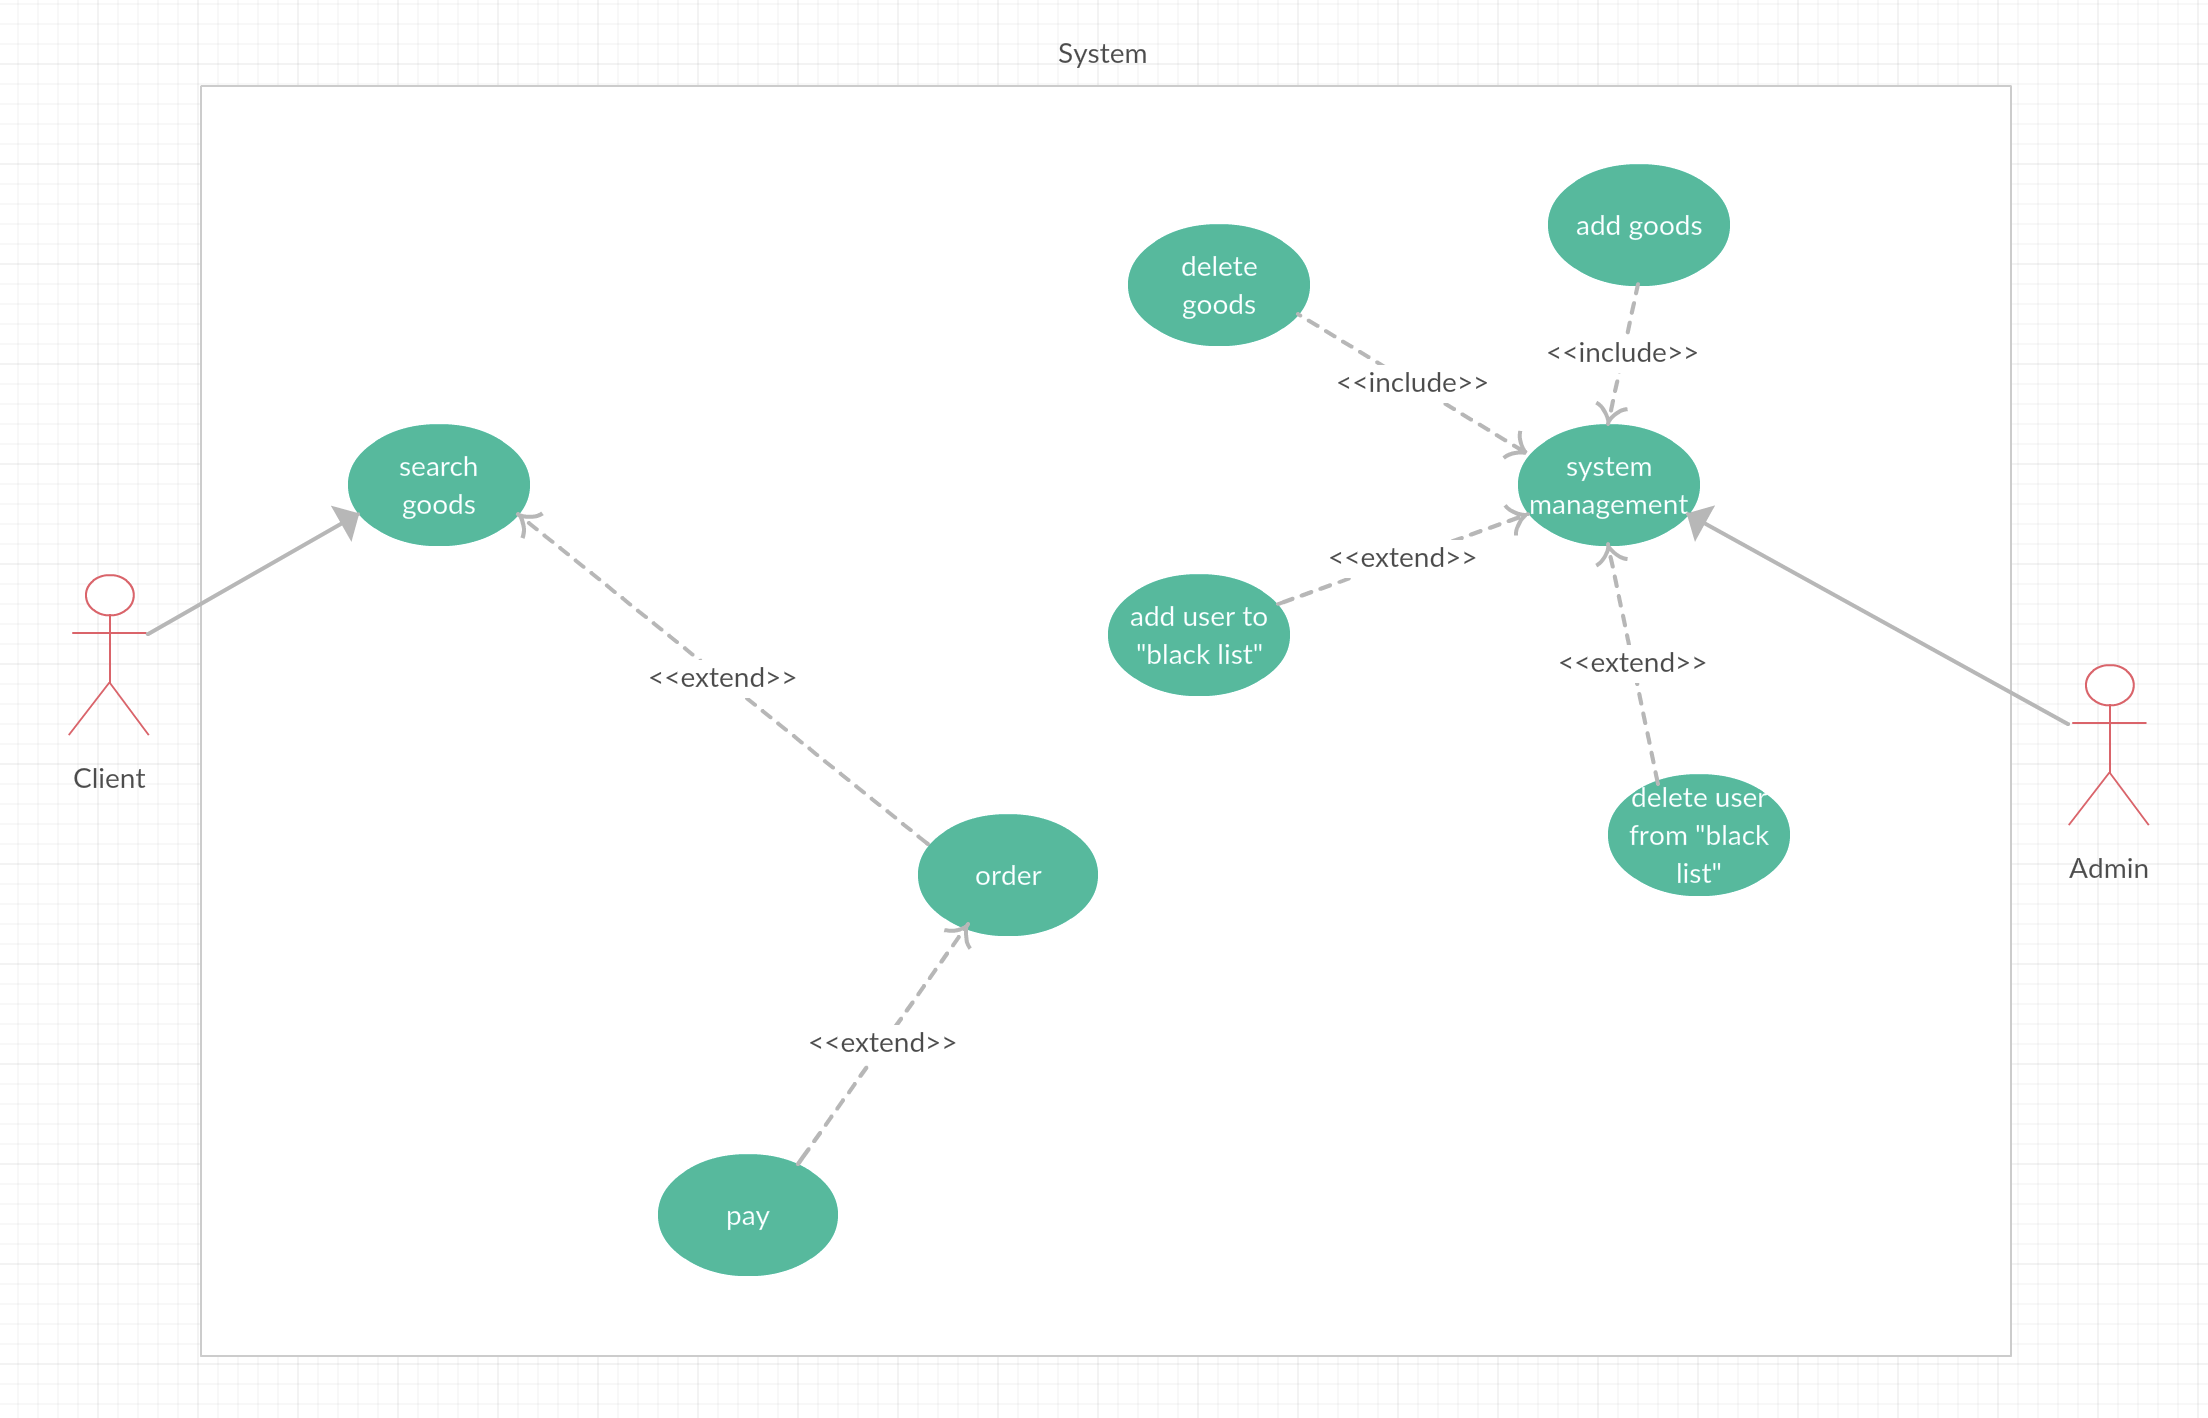 System
add goods
delete
goods
<<include>>
<<include>>
search
goods
system
management
<<extend>>
add user to
"black list"
<<extend>>
<<extend>>
Client
delete user
from "black
list"
Admin
order
<<extend>>
pay